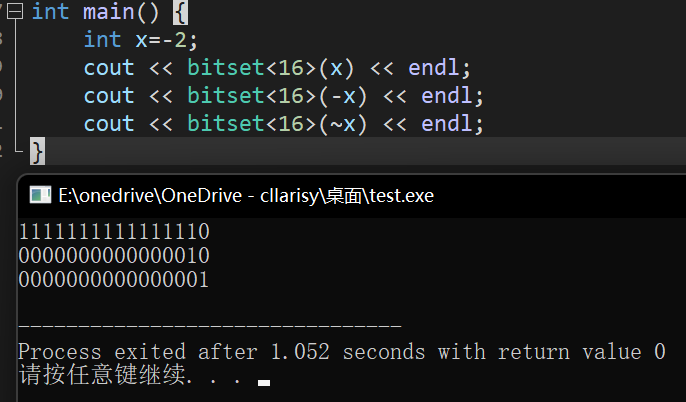 int main() {
int x=-2;
cout << bitset<16>(x) << endl;
cout << bitset<16>(-x) << endl;
cout << bitset<16>(~x) << endl;
}
E:\onedrive\OneDrive - cllarisy\桌面\test.exe
1111111111111110
0000000000000010
0000000000000001
--------------------------------
Process exited after 1.052 seconds with return value 0
请按任意键继续. . .